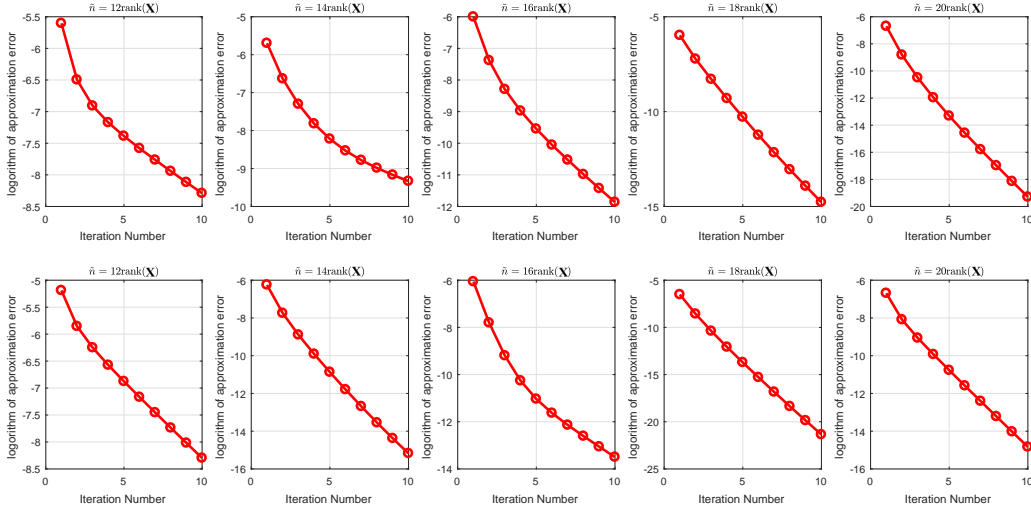 ñ = 12rank(X)
ñ = 14rank(X)
ñ = 16rank(X)
ñ = 18rank(X)
ñ = 20rank(X)
logorithm of approximation error
logorithm of approximation error
logorithm of approximation error
logorithm of approximation error
logorithm of approximation error
-5.5
-6
-6.5
-7
-7.5
-8
-8.5
-5
-6
-7
-8
-9
-10
-6
-7
-8
-9
-10
-11
-12
-5
-10
-15
-6
-8
-10
-12
-14
-16
-18
-20
0 5 10
0 5 10
0 5 10
0 5 10
0 5 10
Iteration Number
Iteration Number
Iteration Number
Iteration Number
Iteration Number
ñ = 12rank(X)
ñ = 14rank(X)
ñ = 16rank(X)
ñ = 18rank(X)
ñ = 20rank(X)
logorithm of approximation error
logorithm of approximation error
logorithm of approximation error
logorithm of approximation error
logorithm of approximation error
-5
-5.5
-6
-6.5
-7
-7.5
-8
-8.5
-6
-8
-10
-12
-14
-16
-6
-8
-10
-12
-14
-5
-10
-15
-20
-25
-6
-8
-10
-12
-14
-16
0 5 10
0 5 10
0 5 10
0 5 10
0 5 10
Iteration Number
Iteration Number
Iteration Number
Iteration Number
Iteration Number